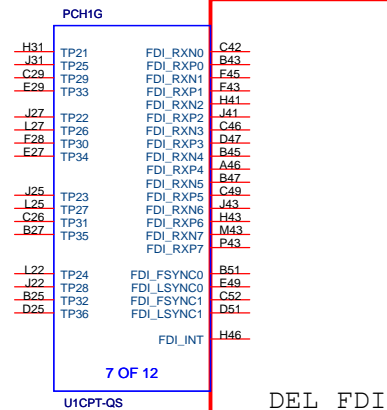 PCH1G
H31 TP21 FDI_RXN0 C42
J31 TP25 FDI_RXP0 B43
C29 TP29 FDI_RXN1 F45
E29 TP33 FDI_RXP1 F43
FDI_RXN2 H41
J27 TP22 FDI_RXP2 J41
L27 TP26 FDI_RXN3 C46
F28 TP30 FDI_RXP3 D47
E27 TP34 FDI_RXN4 B45
FDI_RXP4 A46
FDI_RXN5 B47
J25 TP23 FDI_RXP5 C49
L25 TP27 FDI_RXN6 J43
C26 TP31 FDI_RXP6 H43
B27 TP35 FDI_RXN7 M43
FDI_RXP7 P43
L22 TP24 FDI_FSYNC0 B51
J22 TP28 FDI_LSYNC0 E49
B25 TP32 FDI_FSYNC1 C52
D25 TP36 FDI_LSYNC1 D51
FDI_INT H46
7 OF 12
U1CPT-QS
DEL FDI